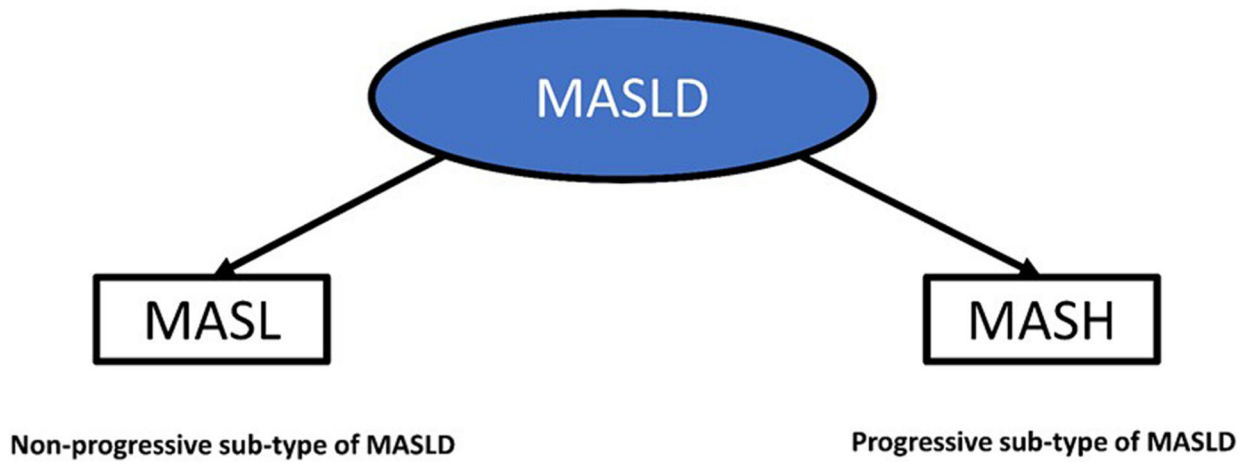 MASLD
MASL
MASH
Non-progressive sub-type of MASLD
Progressive sub-type of MASLD